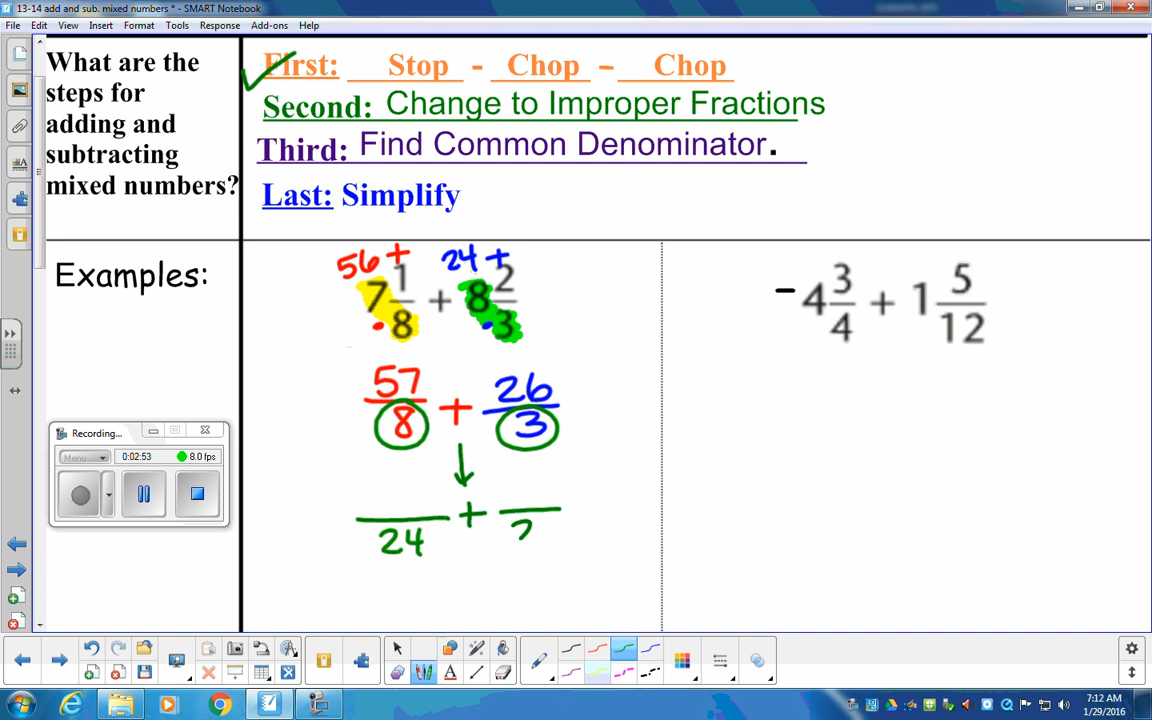 13-14 add and sub. mixed numbers * - SMART Notebook
File Edit View Insert Format Tools Response Add-ons Help
What are the
steps for
adding and
subtracting
mixed numbers?
First: Stop - Chop - Chop
Second: Change to Improper Fractions
Third: Find Common Denominator.
Last: Simplify
Examples:
56 + 24 +
7 1/8 + 8 2/3
57/8 + 26/3
/24 + /2
-4 3/4 + 1 5/12
Recording...
Menu 0:02:53 8.0 fps
7:12 AM
1/29/2016